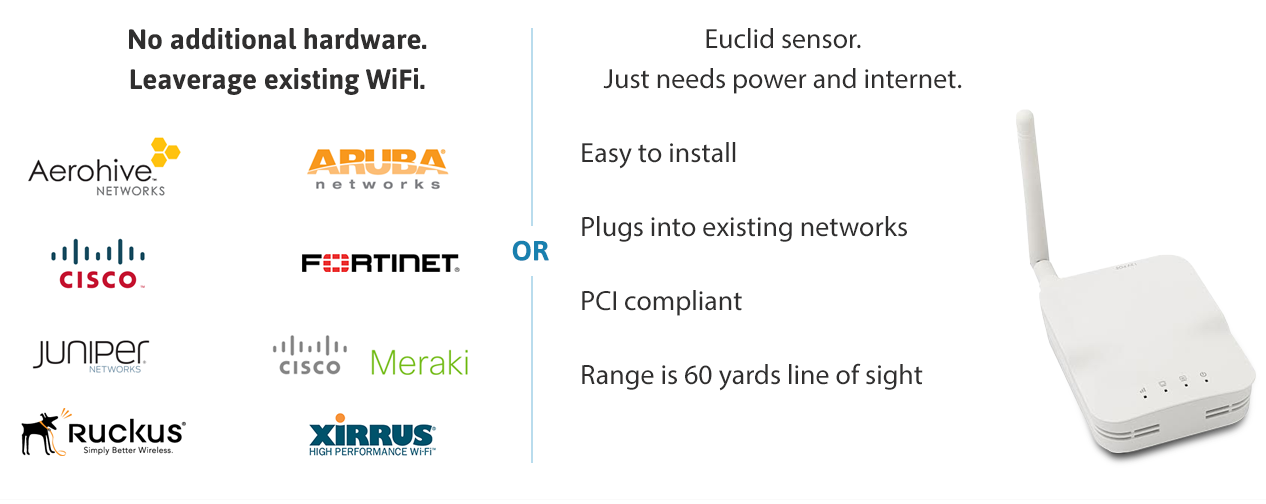 No additional hardware.
Leaverage existing WiFi.
Aerohive
NETWORKS
ARUBA
networks
CISCO
FORTINET
JUNIPER
NETWORKS
CISCO
Meraki
RUCKUS
Simply Better Wireless.
XIRRUS
HIGH PERFORMANCE Wi-Fi
OR
Euclid sensor.
Just needs power and internet.
Easy to install
Plugs into existing networks
PCI compliant
Range is 60 yards line of sight